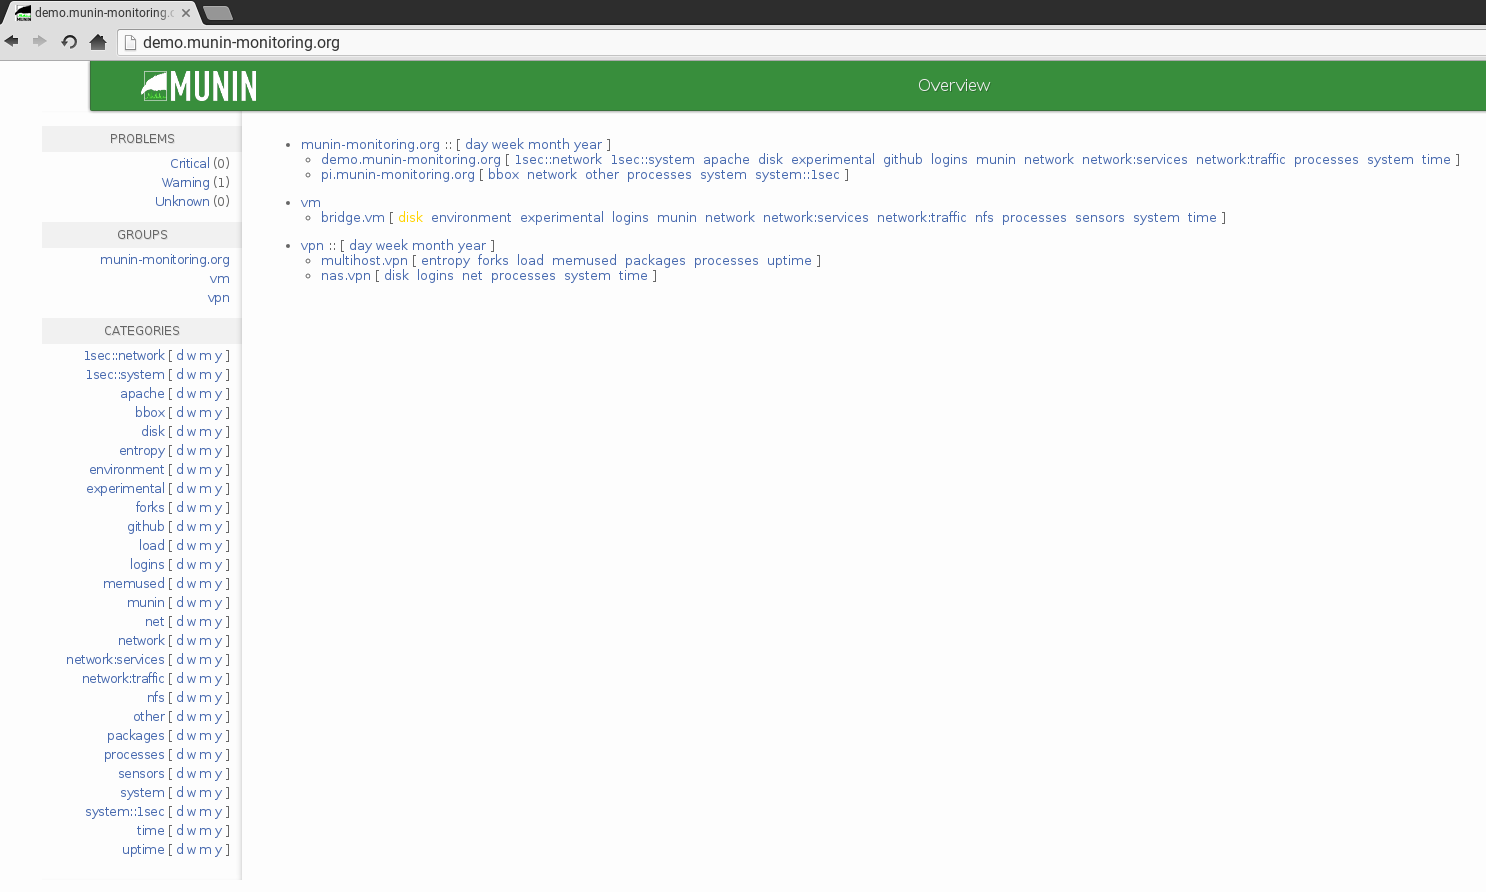 demo.munin-monitoring.
demo.munin-monitoring.org
MUNIN
Overview
PROBLEMS
Critical (0)
Warning (1)
Unknown (0)
GROUPS
munin-monitoring.org
vm
vpn
CATEGORIES
1sec::network [ d w m y ]
1sec::system [ d w m y ]
apache [ d w m y ]
bbox [ d w m y ]
disk [ d w m y ]
entropy [ d w m y ]
environment [ d w m y ]
experimental [ d w m y ]
forks [ d w m y ]
github [ d w m y ]
load [ d w m y ]
logins [ d w m y ]
memused [ d w m y ]
munin [ d w m y ]
net [ d w m y ]
network [ d w m y ]
network:services [ d w m y ]
network:traffic [ d w m y ]
nfs [ d w m y ]
other [ d w m y ]
packages [ d w m y ]
processes [ d w m y ]
sensors [ d w m y ]
system [ d w m y ]
system::1sec [ d w m y ]
time [ d w m y ]
uptime [ d w m y ]
munin-monitoring.org :: [ day week month year ]
demo.munin-monitoring.org [ 1sec::network 1sec::system apache disk experimental github logins munin network network:services network:traffic processes system time ]
pi.munin-monitoring.org [ bbox network other processes system system::1sec ]
vm
bridge.vm [ disk environment experimental logins munin network network:services network:traffic nfs processes sensors system time ]
vpn :: [ day week month year ]
multihost.vpn [ entropy forks load memused packages processes uptime ]
nas.vpn [ disk logins net processes system time ]